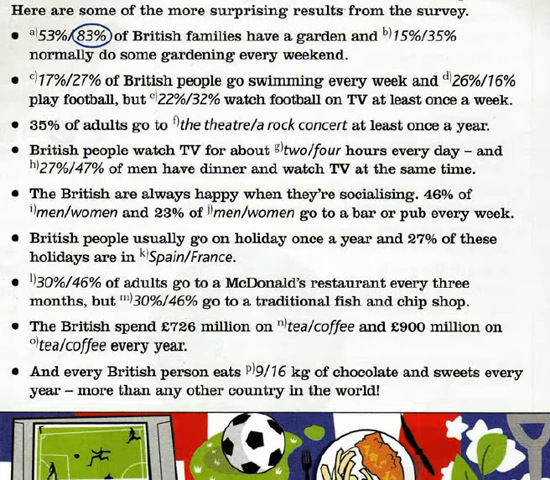 Here are some of the more surprising results from the survey.
• a)53%/83% of British families have a garden and b)15%/35%
normally do some gardening every weekend.
• c)17%/27% of British people go swimming every week and d)26%/16%
play football, but e)22%/32% watch football on TV at least once a week.
• 35% of adults go to f)the theatre/a rock concert at least once a year.
• British people watch TV for about g)two/four hours every day – and
h)27%/47% of men have dinner and watch TV at the same time.
• The British are always happy when they're socialising. 46% of
i)men/women and 23% of j)men/women go to a bar or pub every week.
• British people usually go on holiday once a year and 27% of these
holidays are in k)Spain/France.
• l)30%/46% of adults go to a McDonald's restaurant every three
months, but m)30%/46% go to a traditional fish and chip shop.
• The British spend £726 million on n)tea/coffee and £900 million on
o)tea/coffee every year.
• And every British person eats p)9/16 kg of chocolate and sweets every
year – more than any other country in the world!